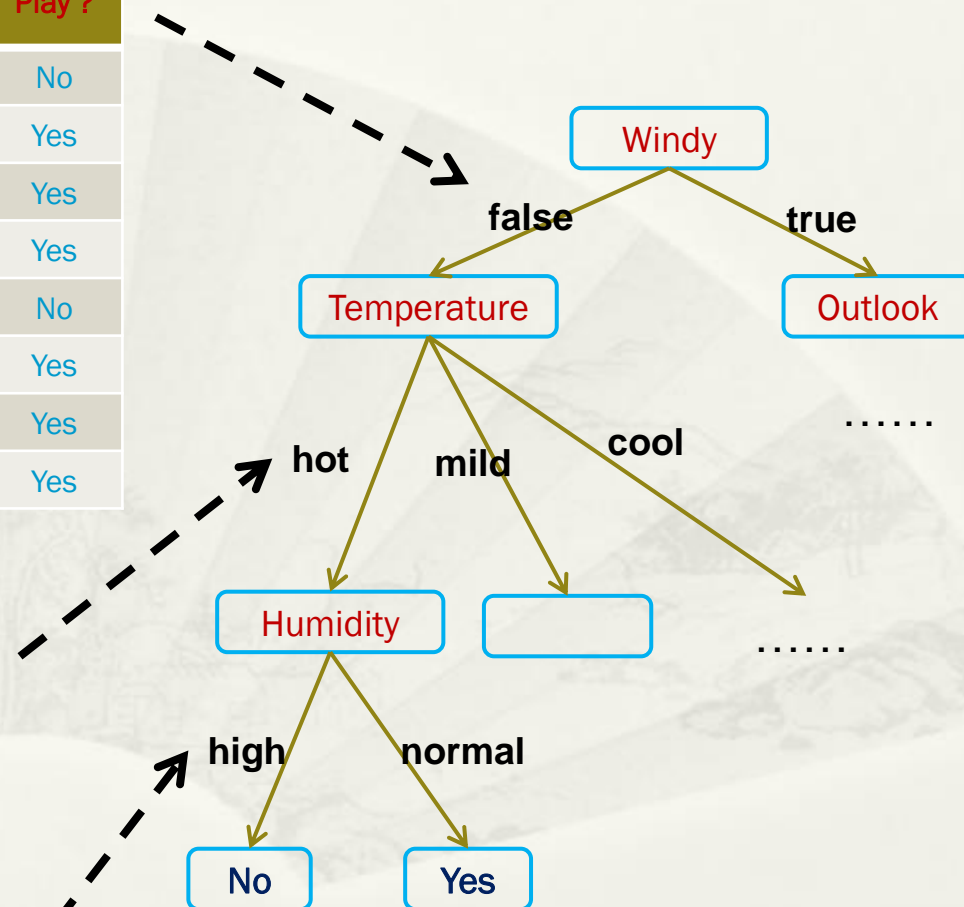 Play ?
No
Yes
Yes
Yes
No
Yes
Yes
Yes
Windy
false
true
Temperature
Outlook
......
hot
mild
cool
Humidity
......
high
normal
No
Yes